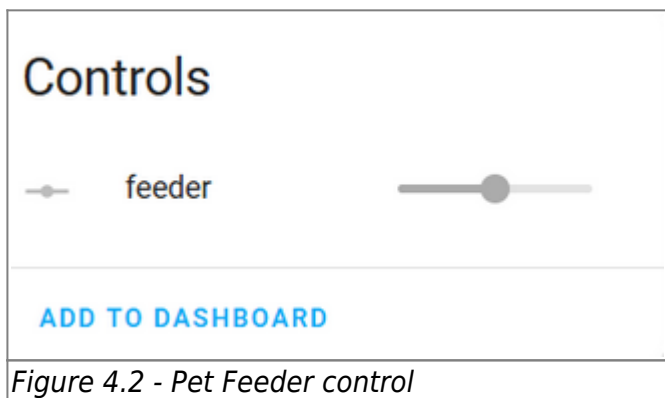 Controls
feeder
ADD TO DASHBOARD
Figure 4.2 - Pet Feeder control